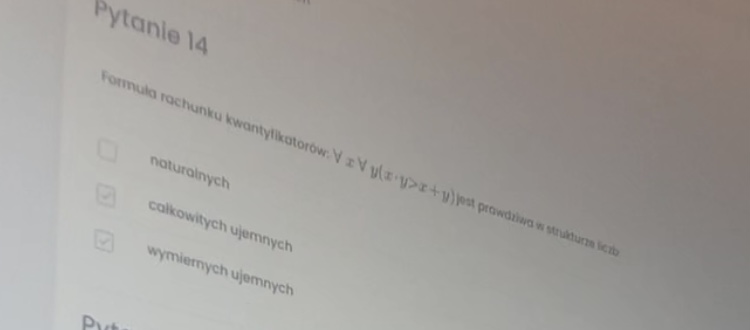 Pytanie 14
Formuła rachunku kwantyfikatorów: ∀ x ∀ y(x·y>x+y) jest prawdziwa w strukturze liczb
naturalnych
całkowitych ujemnych
wymiernych ujemnych